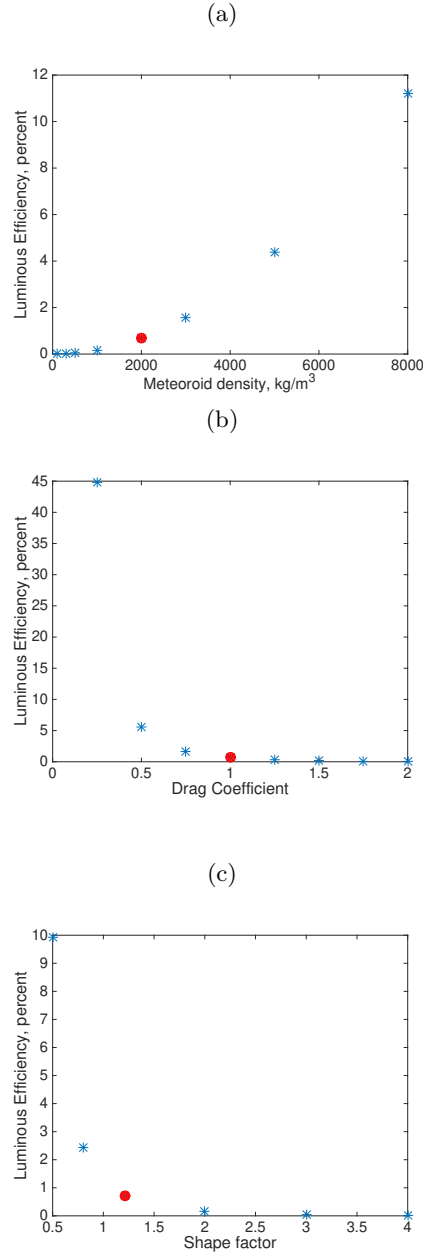 (a)
12
10
8
6
4
2
0
0 2000 4000 6000 8000
Luminous Efficiency, percent
Meteoroid density, kg/m³
(b)
45
40
35
30
25
20
15
10
5
0
0 0.5 1 1.5 2
Luminous Efficiency, percent
Drag Coefficient
(c)
10
9
8
7
6
5
4
3
2
1
0
0.5 1 1.5 2 2.5 3 3.5 4
Luminous Efficiency, percent
Shape factor